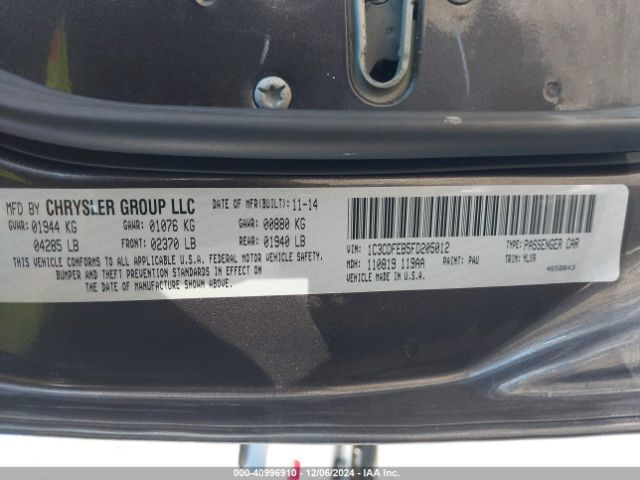 MFD BY CHRYSLER GROUP LLC
DATE OF MFR(BUILT): 11-14
GVWR: 01944 KG GAWR: 01076 KG GAWR: 00880 KG
04285 LB FRONT: 02370 LB REAR: 01940 LB
THIS VEHICLE CONFORMS TO ALL APPLICABLE U.S.A. FEDERAL MOTOR VEHICLE SAFETY,
BUMPER AND THEFT PREVENTION STANDARDS IN EFFECT ON
THE DATE OF MANUFACTURE SHOWN ABOVE.
VIN: 1C3CDFEB5FD205012 TYPE: PASSENGER CAR
MDH: 110819 119AA PAINT: PAU TRIM: YLX9
VEHICLE MADE IN U.S.A. 4658843
000-40996910 - 12/06/2024 - IAA Inc.